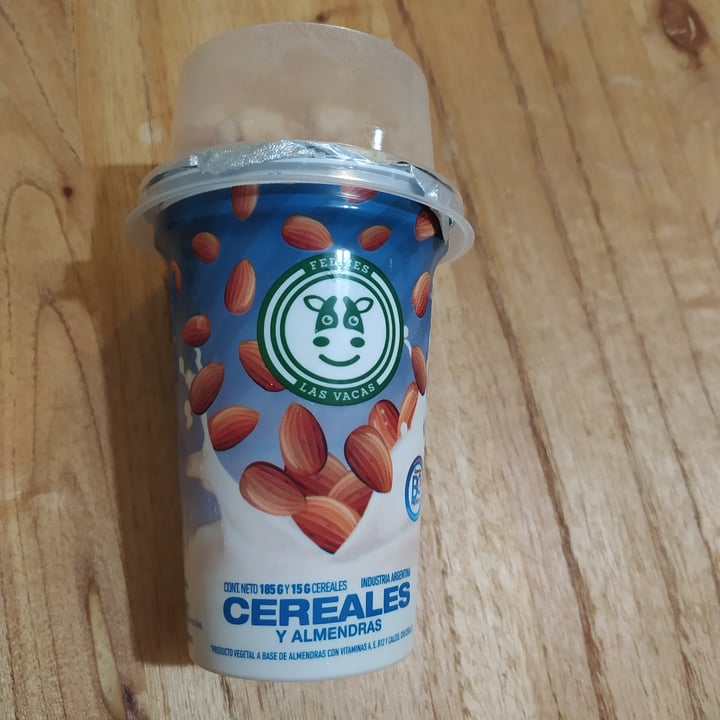 FELICES
LAS VACAS
CONT. NETO 185 G Y 15 G CEREALES
INDUSTRIA ARGENTINA
CEREALES
Y ALMENDRAS
*PRODUCTO VEGETAL A BASE DE ALMENDRAS CON VITAMINAS A, E, B12 Y CALCIO, CON